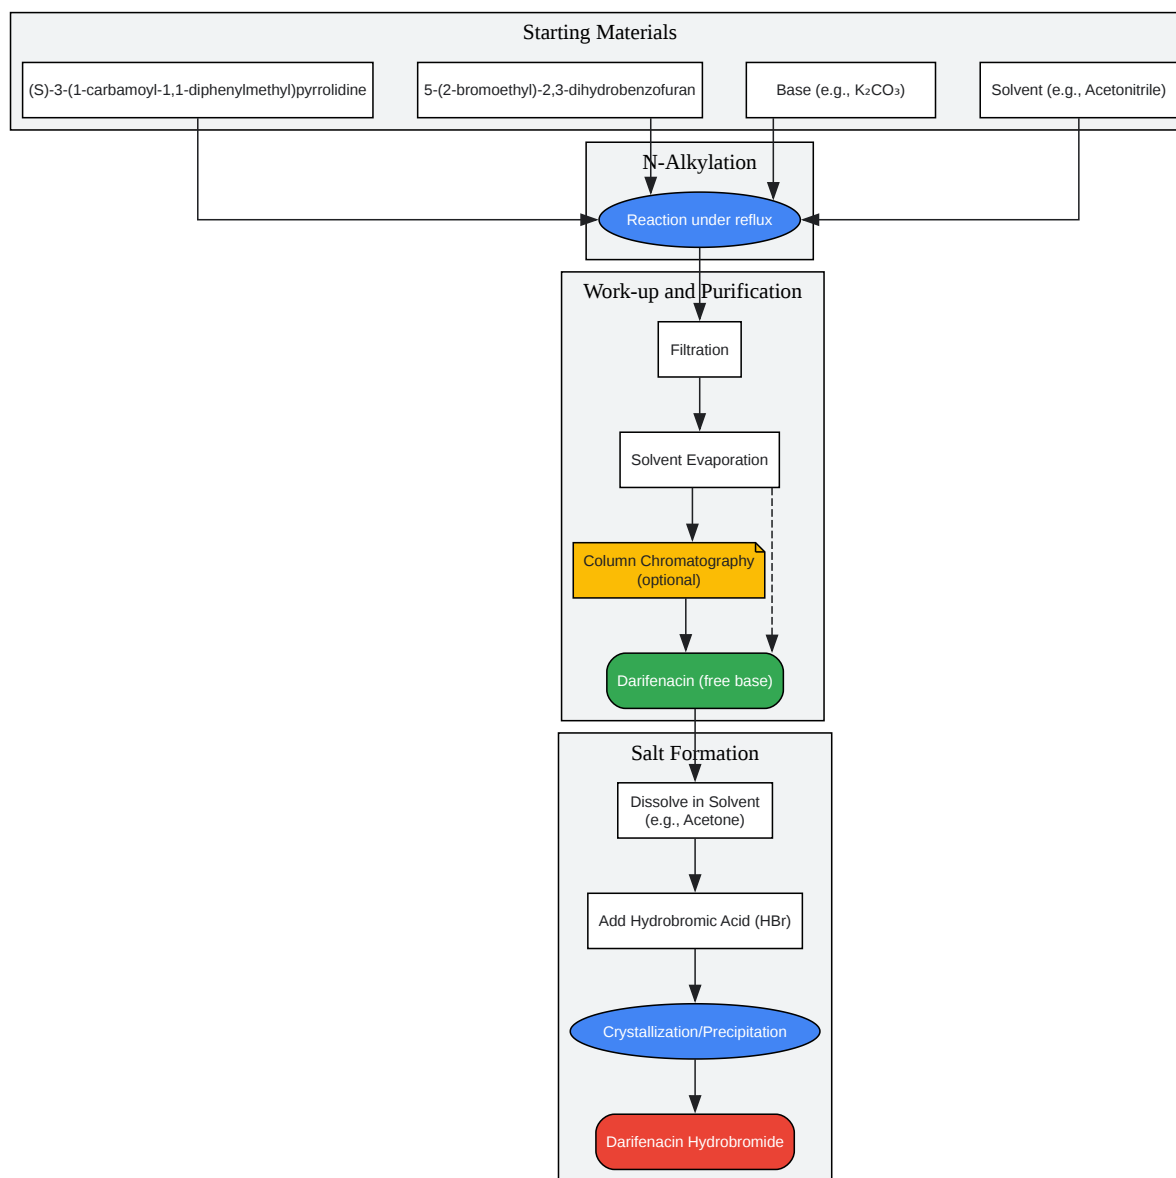 Starting Materials
(S)-3-(1-carbamoyl-1,1-diphenylmethyl)pyrrolidine
5-(2-bromoethyl)-2,3-dihydrobenzofuran
Base (e.g., K₂CO₃)
Solvent (e.g., Acetonitrile)
N-Alkylation
Reaction under reflux
Work-up and Purification
Filtration
Solvent Evaporation
Column Chromatography
(optional)
Darifenacin (free base)
Salt Formation
Dissolve in Solvent
(e.g., Acetone)
Add Hydrobromic Acid (HBr)
Crystallization/Precipitation
Darifenacin Hydrobromide